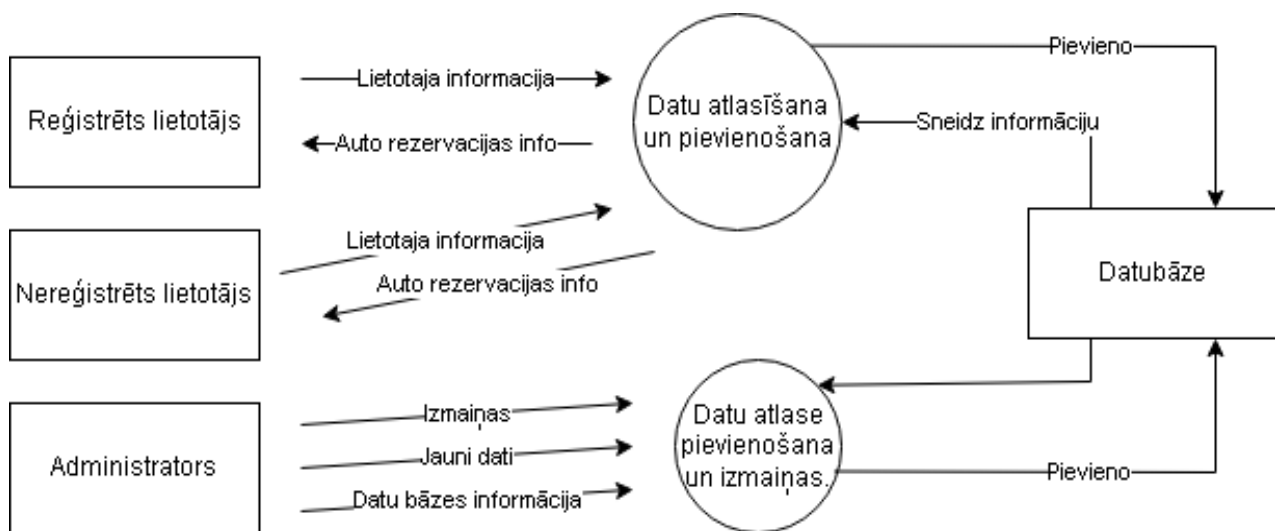 Pievieno
Reģistrēts lietotājs
Lietotaja informacija
Auto rezervacijas info
Datu atlasīšana
un pievienošana
Sneidz informāciju
Nereģistrēts lietotājs
Lietotaja informacija
Auto rezervacijas info
Datubāze
Administrators
Izmaiņas
Jauni dati
Datu bāzes informācija
Datu atlase
pievienošana
un izmaiņas.
Pievieno